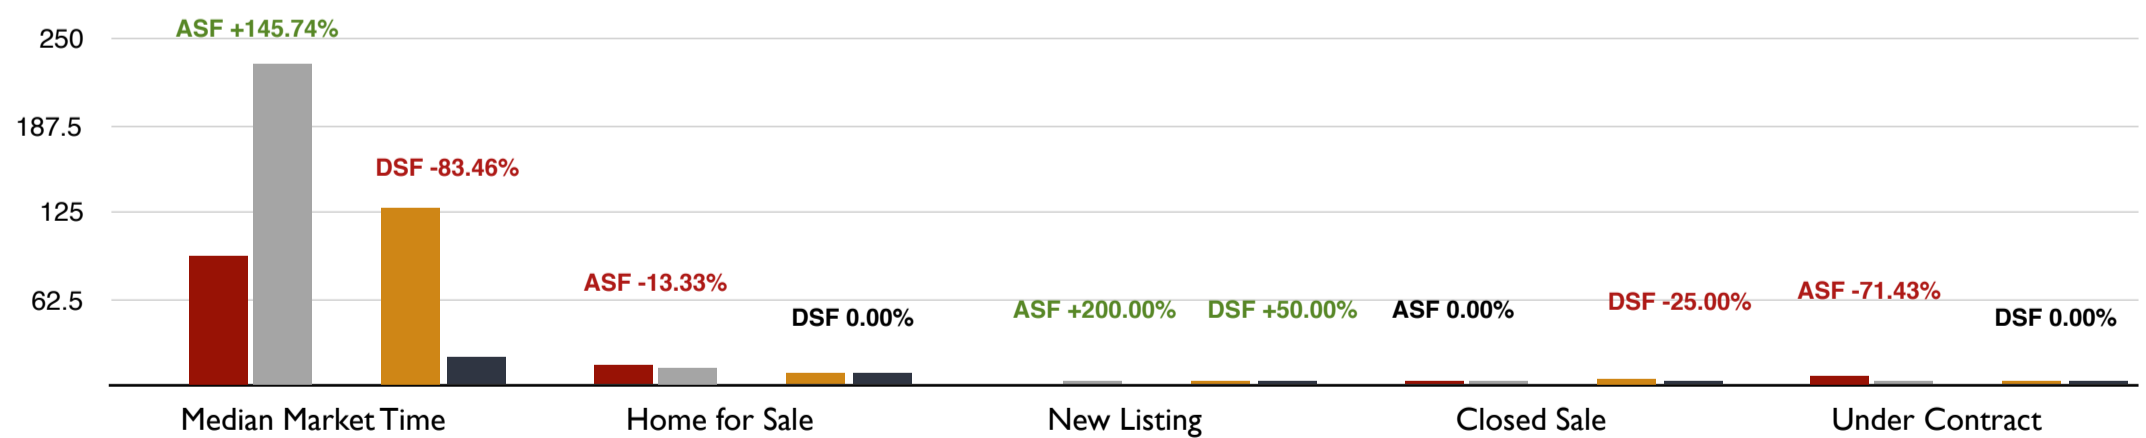 ASF +145.74%
250
187.5
DSF -83.46%
125
ASF -13.33%
62.5
DSF 0.00%
ASF +200.00%
DSF +50.00%
ASF 0.00%
DSF -25.00%
ASF -71.43%
DSF 0.00%
Median Market Time
Home for Sale
New Listing
Closed Sale
Under Contract